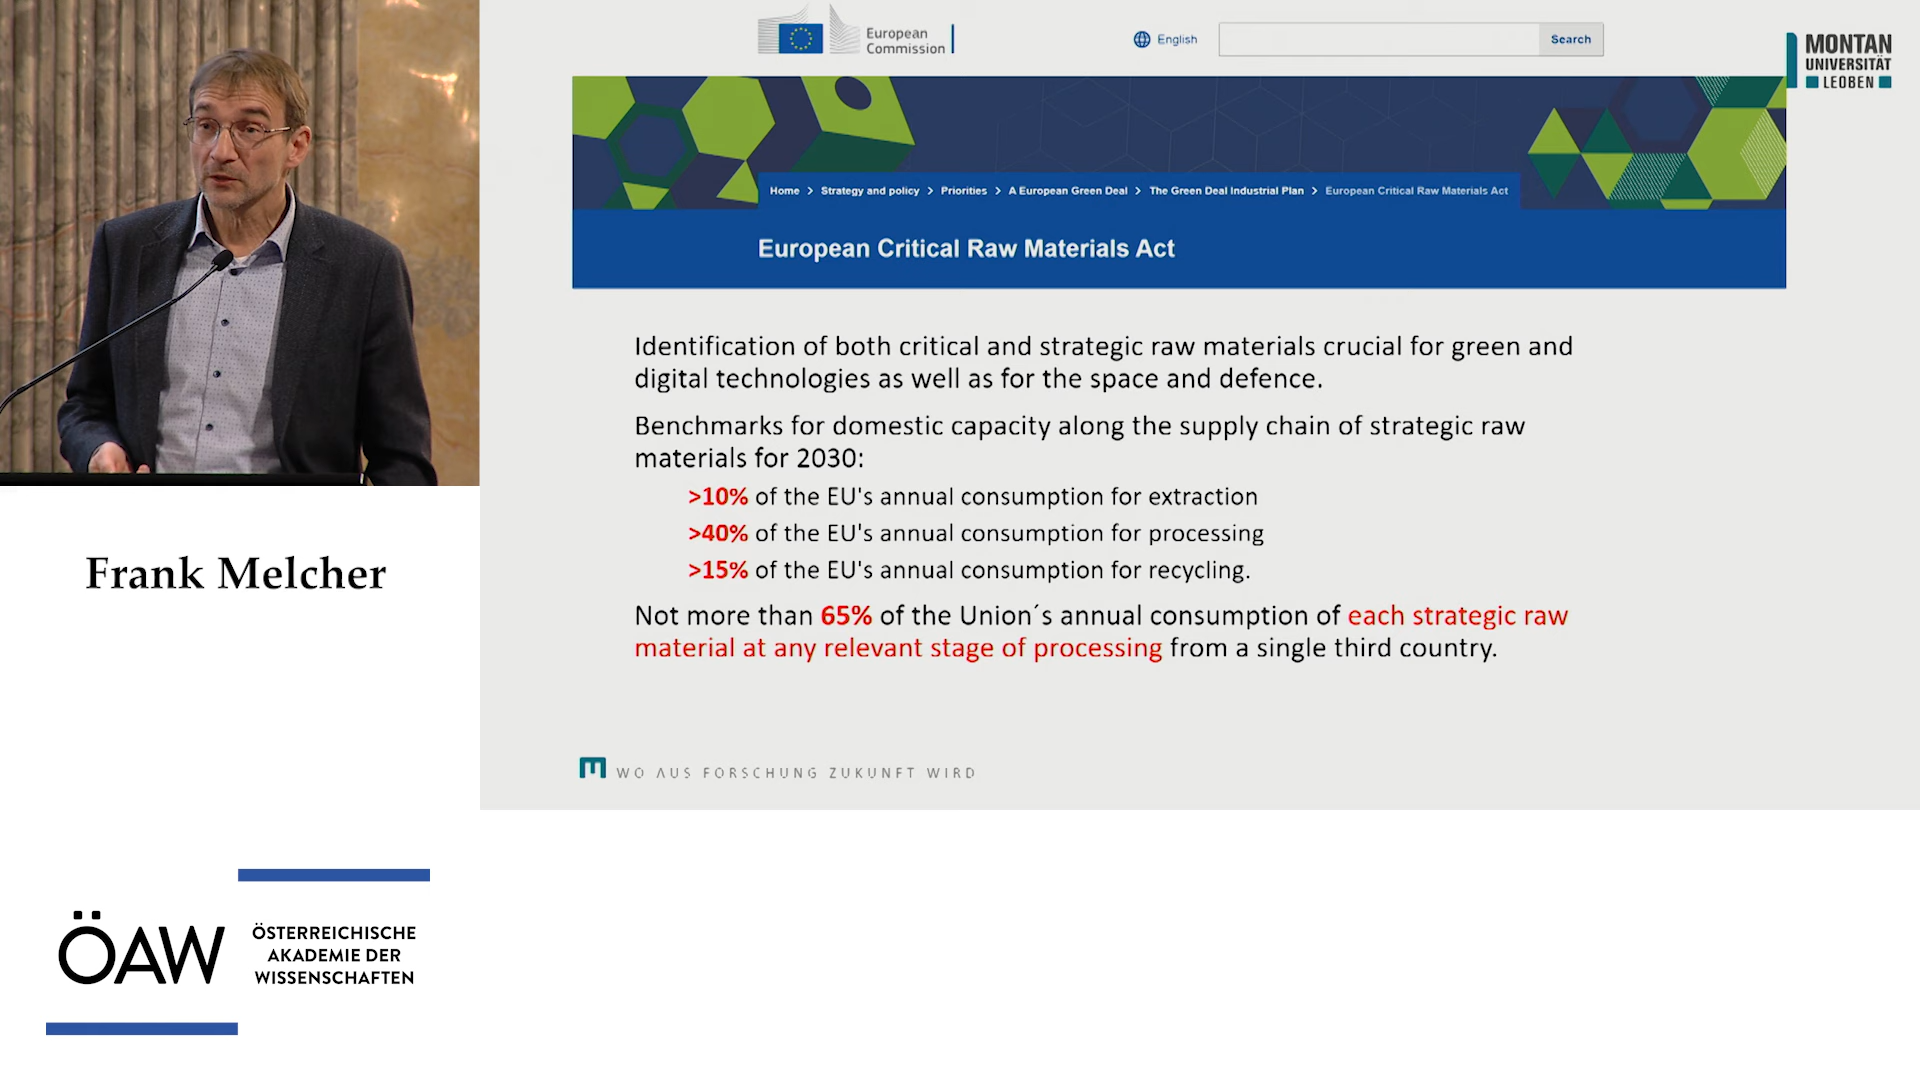 European
Commission
English
Search
MONTAN
UNIVERSITÄT
LEOBEN
Home > Strategy and policy > Priorities > A European Green Deal > The Green Deal Industrial Plan > European Critical Raw Materials Act
European Critical Raw Materials Act
Identification of both critical and strategic raw materials crucial for green and
digital technologies as well as for the space and defence.
Benchmarks for domestic capacity along the supply chain of strategic raw
materials for 2030:
>10% of the EU's annual consumption for extraction
>40% of the EU's annual consumption for processing
>15% of the EU's annual consumption for recycling.
Not more than 65% of the Union´s annual consumption of each strategic raw
material at any relevant stage of processing from a single third country.
WO AUS FORSCHUNG ZUKUNFT WIRD
Frank Melcher
ÖAW
ÖSTERREICHISCHE
AKADEMIE DER
WISSENSCHAFTEN